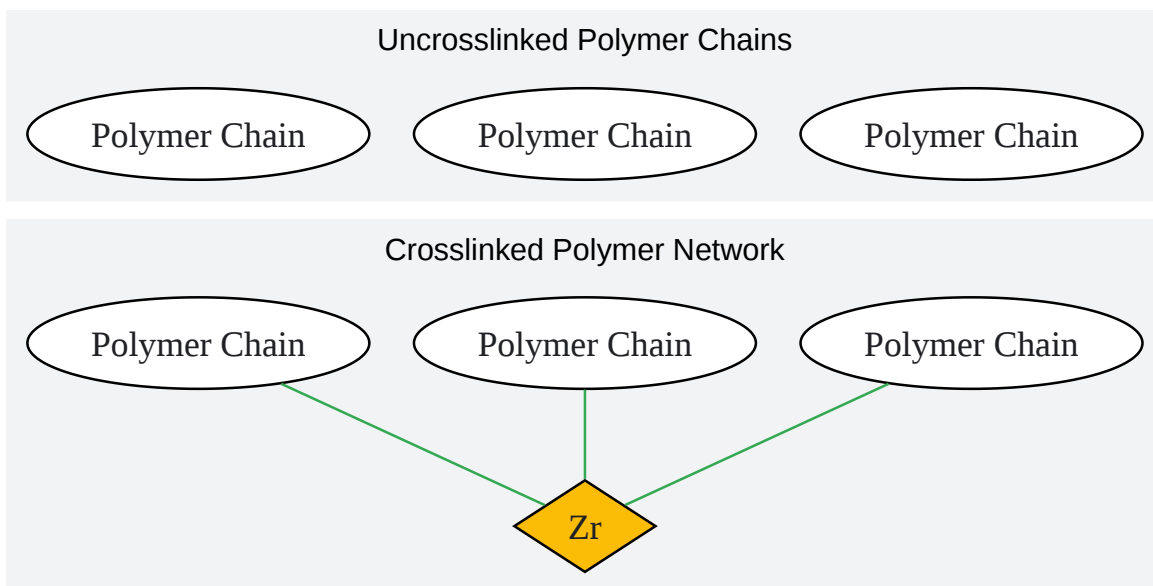 Uncrosslinked Polymer Chains
Polymer Chain Polymer Chain Polymer Chain
Crosslinked Polymer Network
Polymer Chain Polymer Chain Polymer Chain
Zr